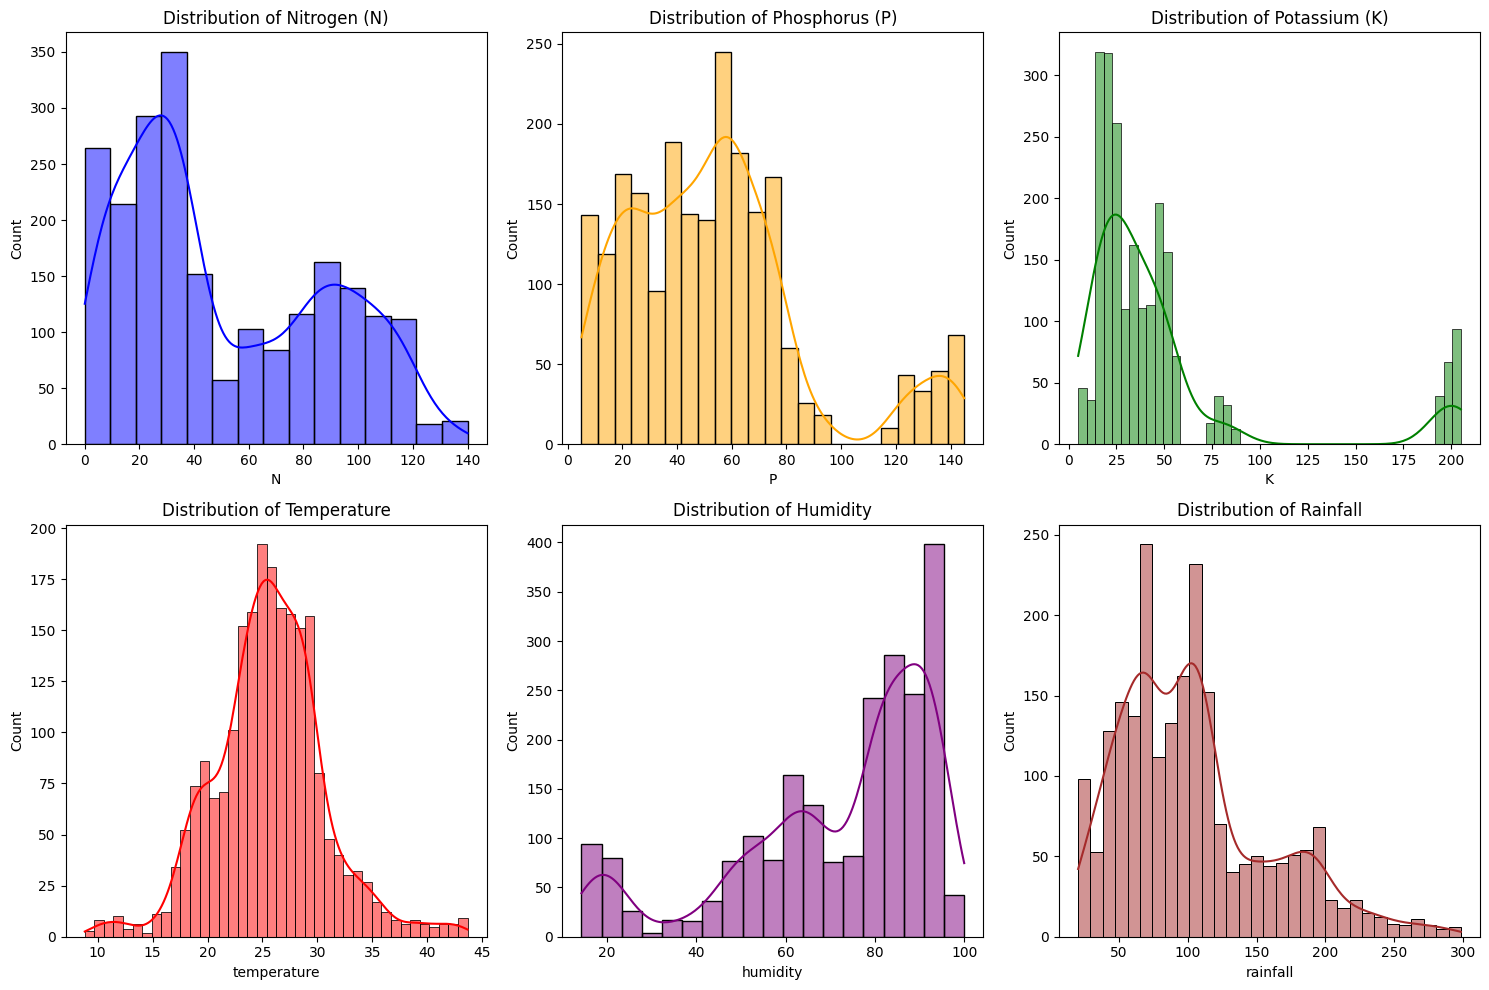 Distribution of Nitrogen (N)
350
300
250
200
150
100
50
0
Count
0 20 40 60 80 100 120 140
N
Distribution of Phosphorus (P)
250
200
150
100
50
0
Count
0 20 40 60 80 100 120 140
P
Distribution of Potassium (K)
300
250
200
150
100
50
0
Count
0 25 50 75 100 125 150 175 200
K
Distribution of Temperature
200
175
150
125
100
75
50
25
0
Count
10 15 20 25 30 35 40 45
temperature
Distribution of Humidity
400
350
300
250
200
150
100
50
0
Count
20 40 60 80 100
humidity
Distribution of Rainfall
250
200
150
100
50
0
Count
50 100 150 200 250 300
rainfall